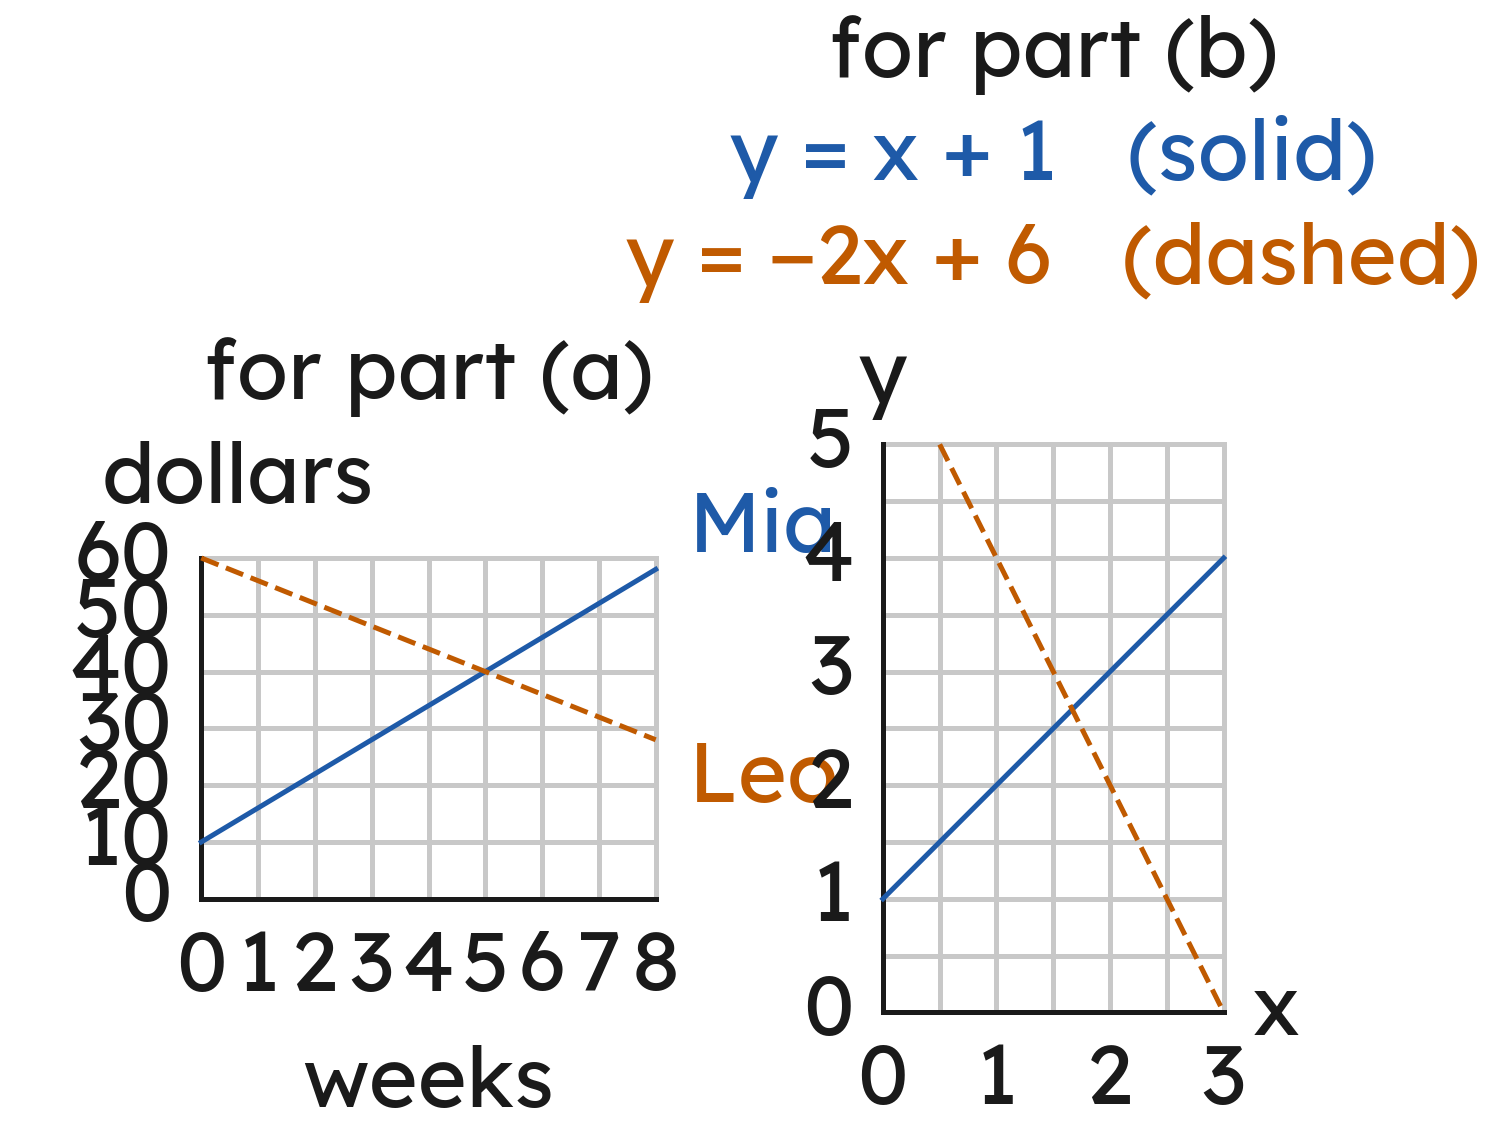 for part (b)
y = x + 1 (solid)
y = −2x + 6 (dashed)
for part (a)
dollars
60
50
40
30
20
10
0
0 1 2 3 4 5 6 7 8
weeks
Mia
Leo
y
5
4
3
2
1
0
0 1 2 3
x